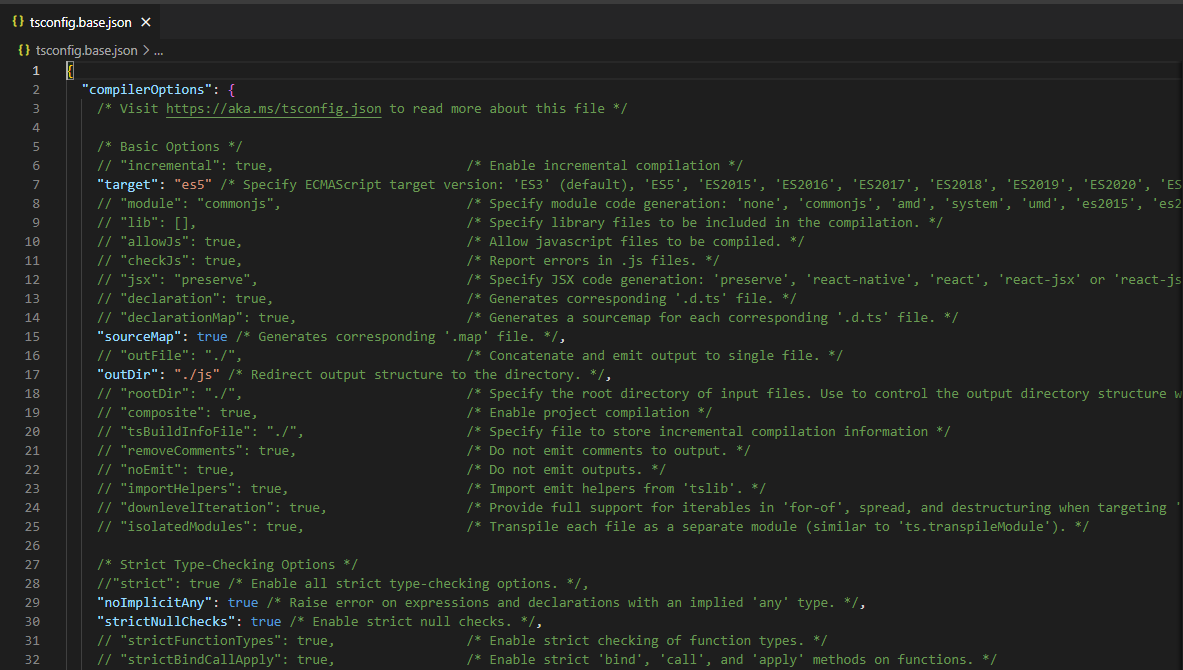 {} tsconfig.base.json ×
{} tsconfig.base.json > ...
1 {
2 "compilerOptions": {
3 /* Visit https://aka.ms/tsconfig.json to read more about this file */
4
5 /* Basic Options */
6 // "incremental": true, /* Enable incremental compilation */
7 "target": "es5" /* Specify ECMAScript target version: 'ES3' (default), 'ES5', 'ES2015', 'ES2016', 'ES2017', 'ES2018', 'ES2019', 'ES2020', 'ES
8 // "module": "commonjs", /* Specify module code generation: 'none', 'commonjs', 'amd', 'system', 'umd', 'es2015', 'es2
9 // "lib": [], /* Specify library files to be included in the compilation. */
10 // "allowJs": true, /* Allow javascript files to be compiled. */
11 // "checkJs": true, /* Report errors in .js files. */
12 // "jsx": "preserve", /* Specify JSX code generation: 'preserve', 'react-native', 'react', 'react-jsx' or 'react-js
13 // "declaration": true, /* Generates corresponding '.d.ts' file. */
14 // "declarationMap": true, /* Generates a sourcemap for each corresponding '.d.ts' file. */
15 "sourceMap": true /* Generates corresponding '.map' file. */,
16 // "outFile": "./", /* Concatenate and emit output to single file. */
17 "outDir": "./js" /* Redirect output structure to the directory. */,
18 // "rootDir": "./", /* Specify the root directory of input files. Use to control the output directory structure w
19 // "composite": true, /* Enable project compilation */
20 // "tsBuildInfoFile": "./", /* Specify file to store incremental compilation information */
21 // "removeComments": true, /* Do not emit comments to output. */
22 // "noEmit": true, /* Do not emit outputs. */
23 // "importHelpers": true, /* Import emit helpers from 'tslib'. */
24 // "downlevelIteration": true, /* Provide full support for iterables in 'for-of', spread, and destructuring when targeting '
25 // "isolatedModules": true, /* Transpile each file as a separate module (similar to 'ts.transpileModule'). */
26
27 /* Strict Type-Checking Options */
28 //"strict": true /* Enable all strict type-checking options. */,
29 "noImplicitAny": true /* Raise error on expressions and declarations with an implied 'any' type. */,
30 "strictNullChecks": true /* Enable strict null checks. */,
31 // "strictFunctionTypes": true, /* Enable strict checking of function types. */
32 // "strictBindCallApply": true, /* Enable strict 'bind', 'call', and 'apply' methods on functions. */